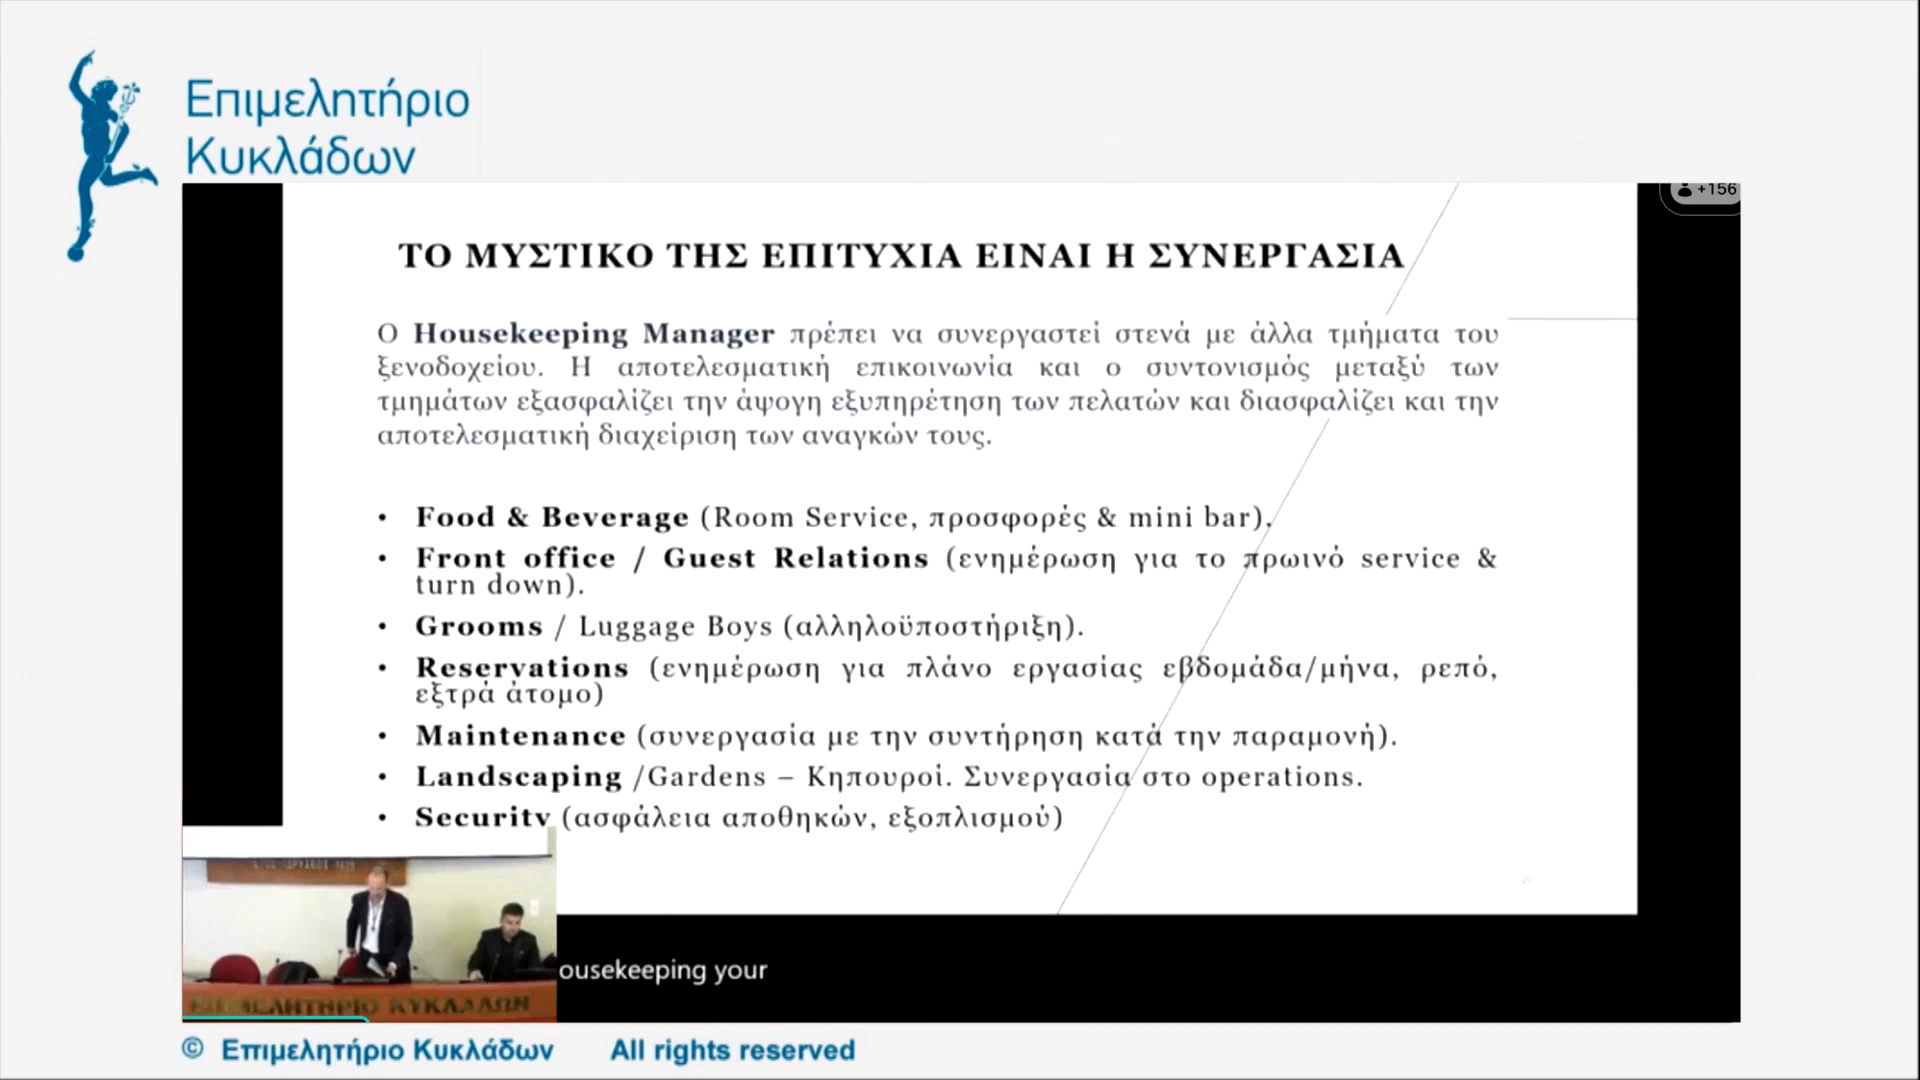 Επιμελητήριο
Κυκλάδων
+156
ΤΟ ΜΥΣΤΙΚΟ ΤΗΣ ΕΠΙΤΥΧΙΑ ΕΙΝΑΙ Η ΣΥΝΕΡΓΑΣΙΑ
Ο Housekeeping Manager πρέπει να συνεργαστεί στενά με άλλα τμήματα του
ξενοδοχείου. Η αποτελεσματική επικοινωνία και ο συντονισμός μεταξύ των
τμημάτων εξασφαλίζει την άψογη εξυπηρέτηση των πελατών και διασφαλίζει και την
αποτελεσματική διαχείριση των αναγκών τους.
• Food & Beverage (Room Service, προσφορές & mini bar).
• Front office / Guest Relations (ενημέρωση για το πρωινό service &
turn down).
• Grooms / Luggage Boys (αλληλοϋποστήριξη).
• Reservations (ενημέρωση για πλάνο εργασίας εβδομάδα/μήνα, ρεπό,
εξτρά άτομο)
• Maintenance (συνεργασία με την συντήρηση κατά την παραμονή).
• Landscaping /Gardens – Κηπουροί. Συνεργασία στο operations.
• Security (ασφάλεια αποθηκών, εξοπλισμού)
ousekeeping your
ΕΠΙΜΕΛΗΤΗΡΙΟ ΚΥΚΛΑΔΩΝ
© Επιμελητήριο Κυκλάδων All rights reserved